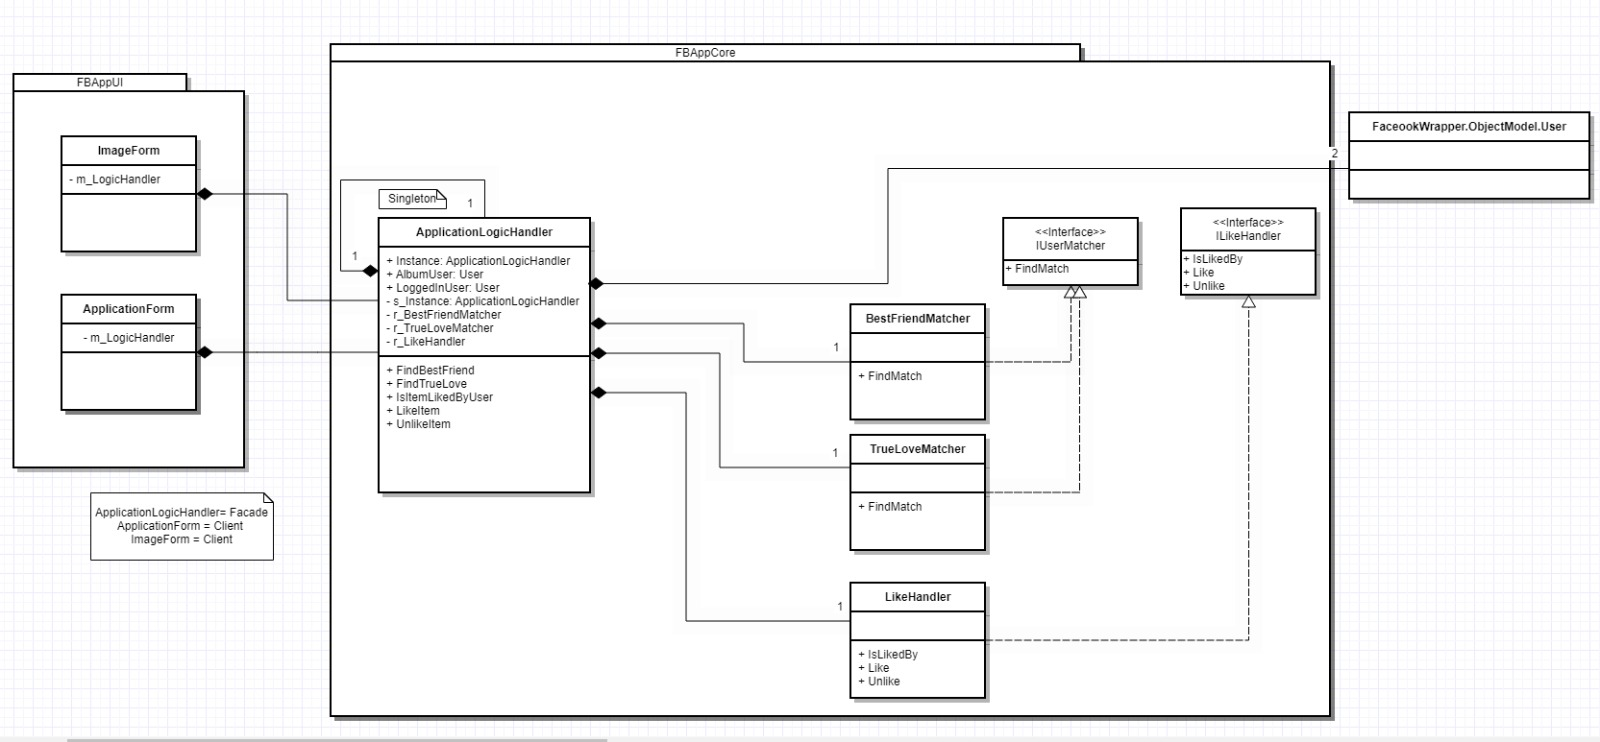 FBAppCore
FBAppUI
ImageForm
- m_LogicHandler
ApplicationForm
- m_LogicHandler
ApplicationLogicHandler= Facade
ApplicationForm = Client
ImageForm = Client
Singleton
1
1
ApplicationLogicHandler
+ Instance: ApplicationLogicHandler
+ AlbumUser: User
+ LoggedInUser: User
- s_Instance: ApplicationLogicHandler
- r_BestFriendMatcher
- r_TrueLoveMatcher
- r_LikeHandler
+ FindBestFriend
+ FindTrueLove
+ IsItemLikedByUser
+ LikeItem
+ UnlikeItem
1
BestFriendMatcher
+ FindMatch
1
TrueLoveMatcher
+ FindMatch
1
LikeHandler
+ IsLikedBy
+ Like
+ Unlike
<<Interface>>
IUserMatcher
+ FindMatch
<<Interface>>
ILikeHandler
+ IsLikedBy
+ Like
+ Unlike
2
FaceookWrapper.ObjectModel.User